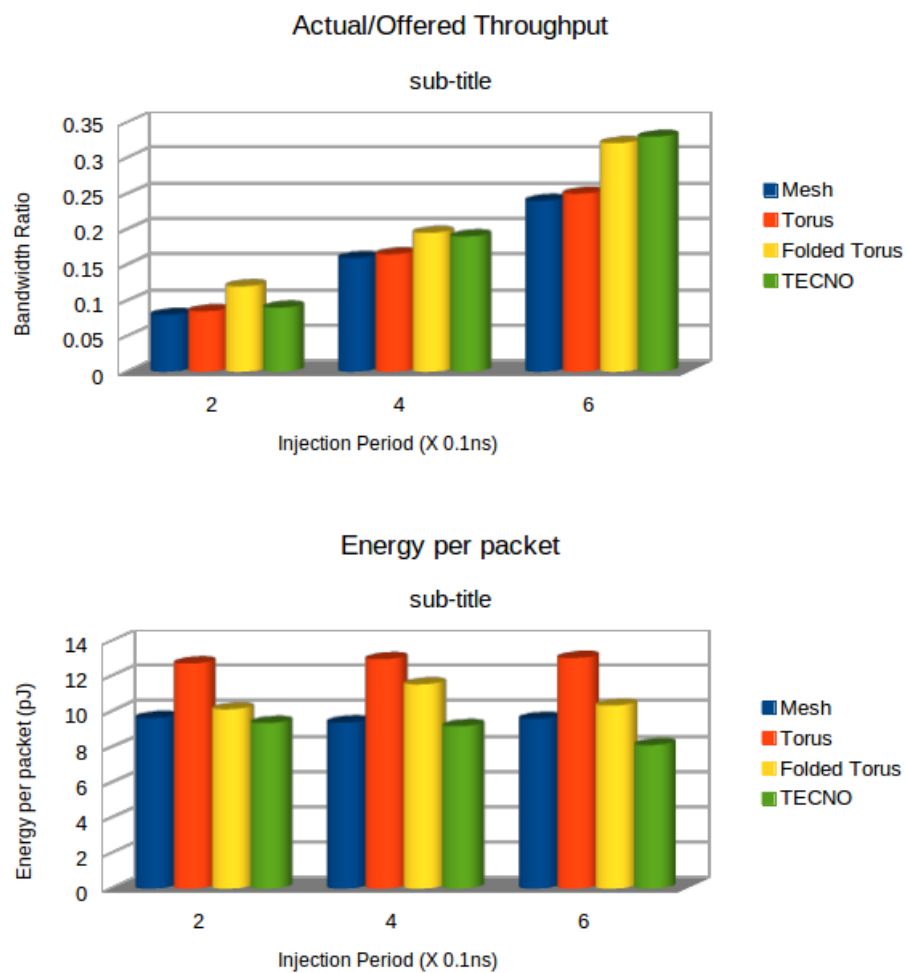 Actual/Offered Throughput
sub-title
0.35
0.3
0.25
0.2
0.15
0.1
0.05
0
Bandwidth Ratio
2 4 6
Injection Period (X 0.1ns)
Mesh
Torus
Folded Torus
TECNO
Energy per packet
sub-title
14
12
10
8
6
4
2
0
Energy per packet (pJ)
2 4 6
Injection Period (X 0.1ns)
Mesh
Torus
Folded Torus
TECNO